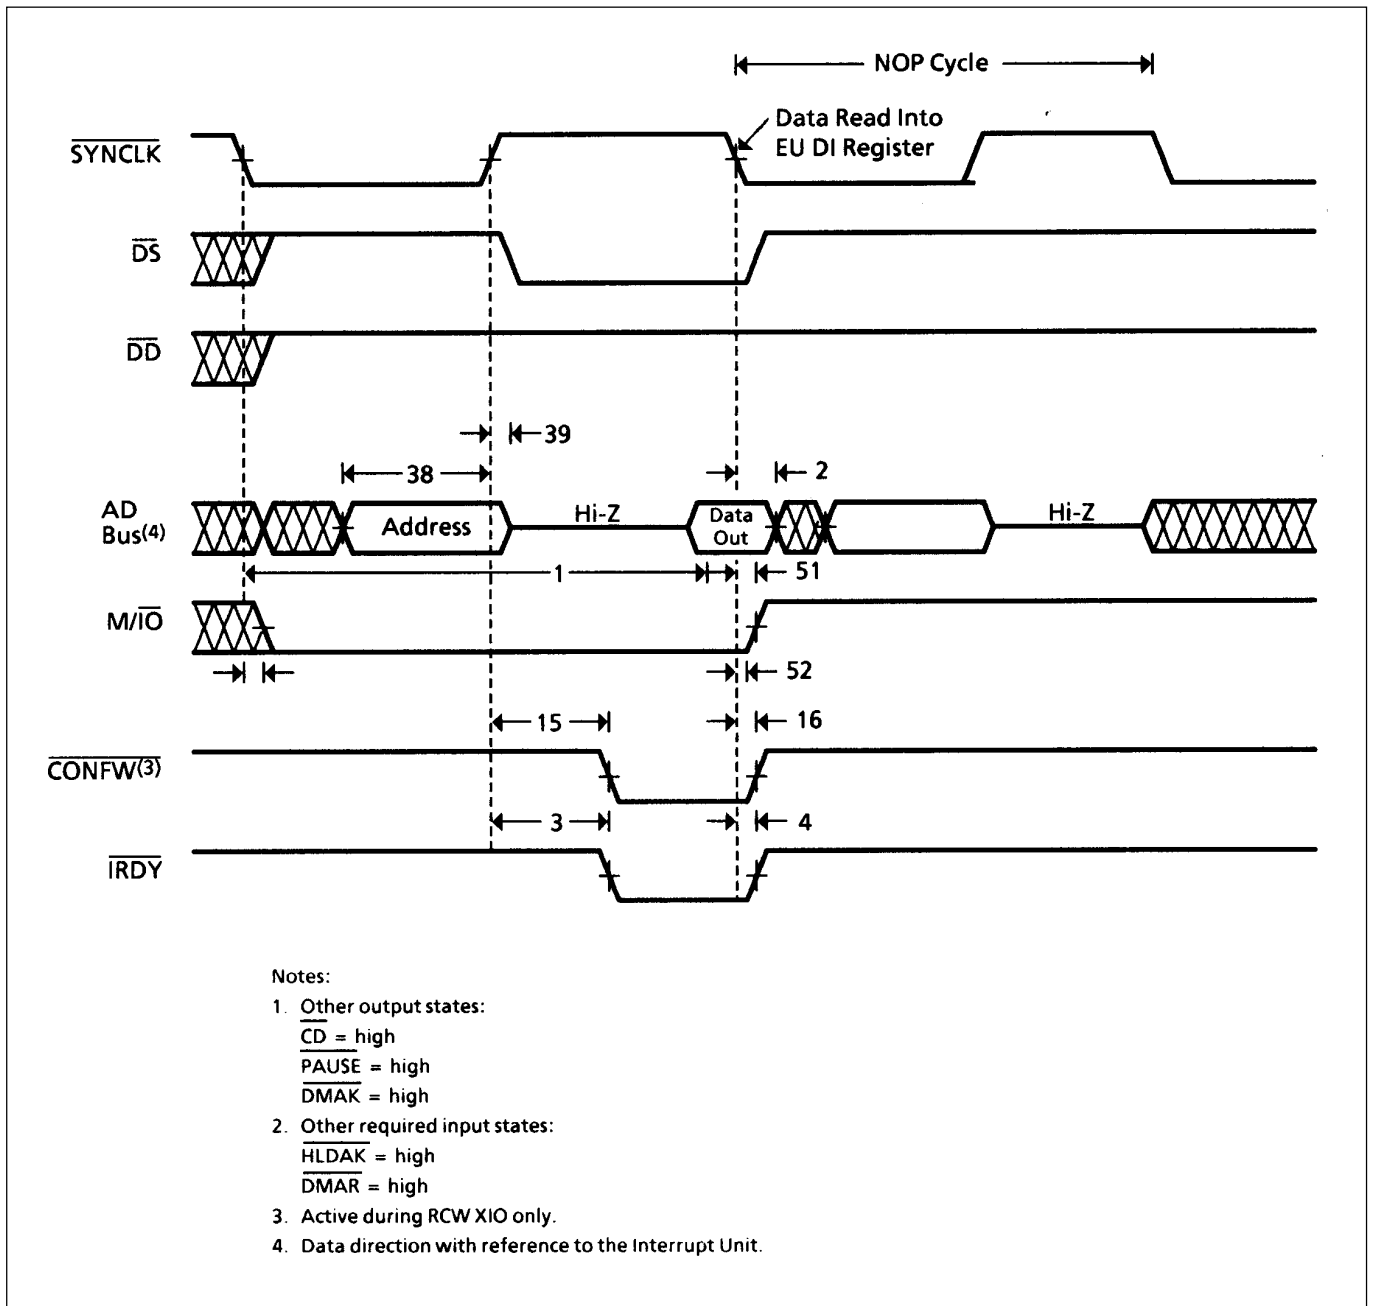 NOP Cycle
SYNCLK
Data Read Into
EU DI Register
DS
DD
39
38
2
AD
Bus(4)
Address
Hi-Z
Data
Out
Hi-Z
1
51
M/IO
52
15
16
CONFW(3)
3
4
IRDY
Notes:
1. Other output states:
CD = high
PAUSE = high
DMAK = high
2. Other required input states:
HLDAK = high
DMAR = high
3. Active during RCW XIO only.
4. Data direction with reference to the Interrupt Unit.